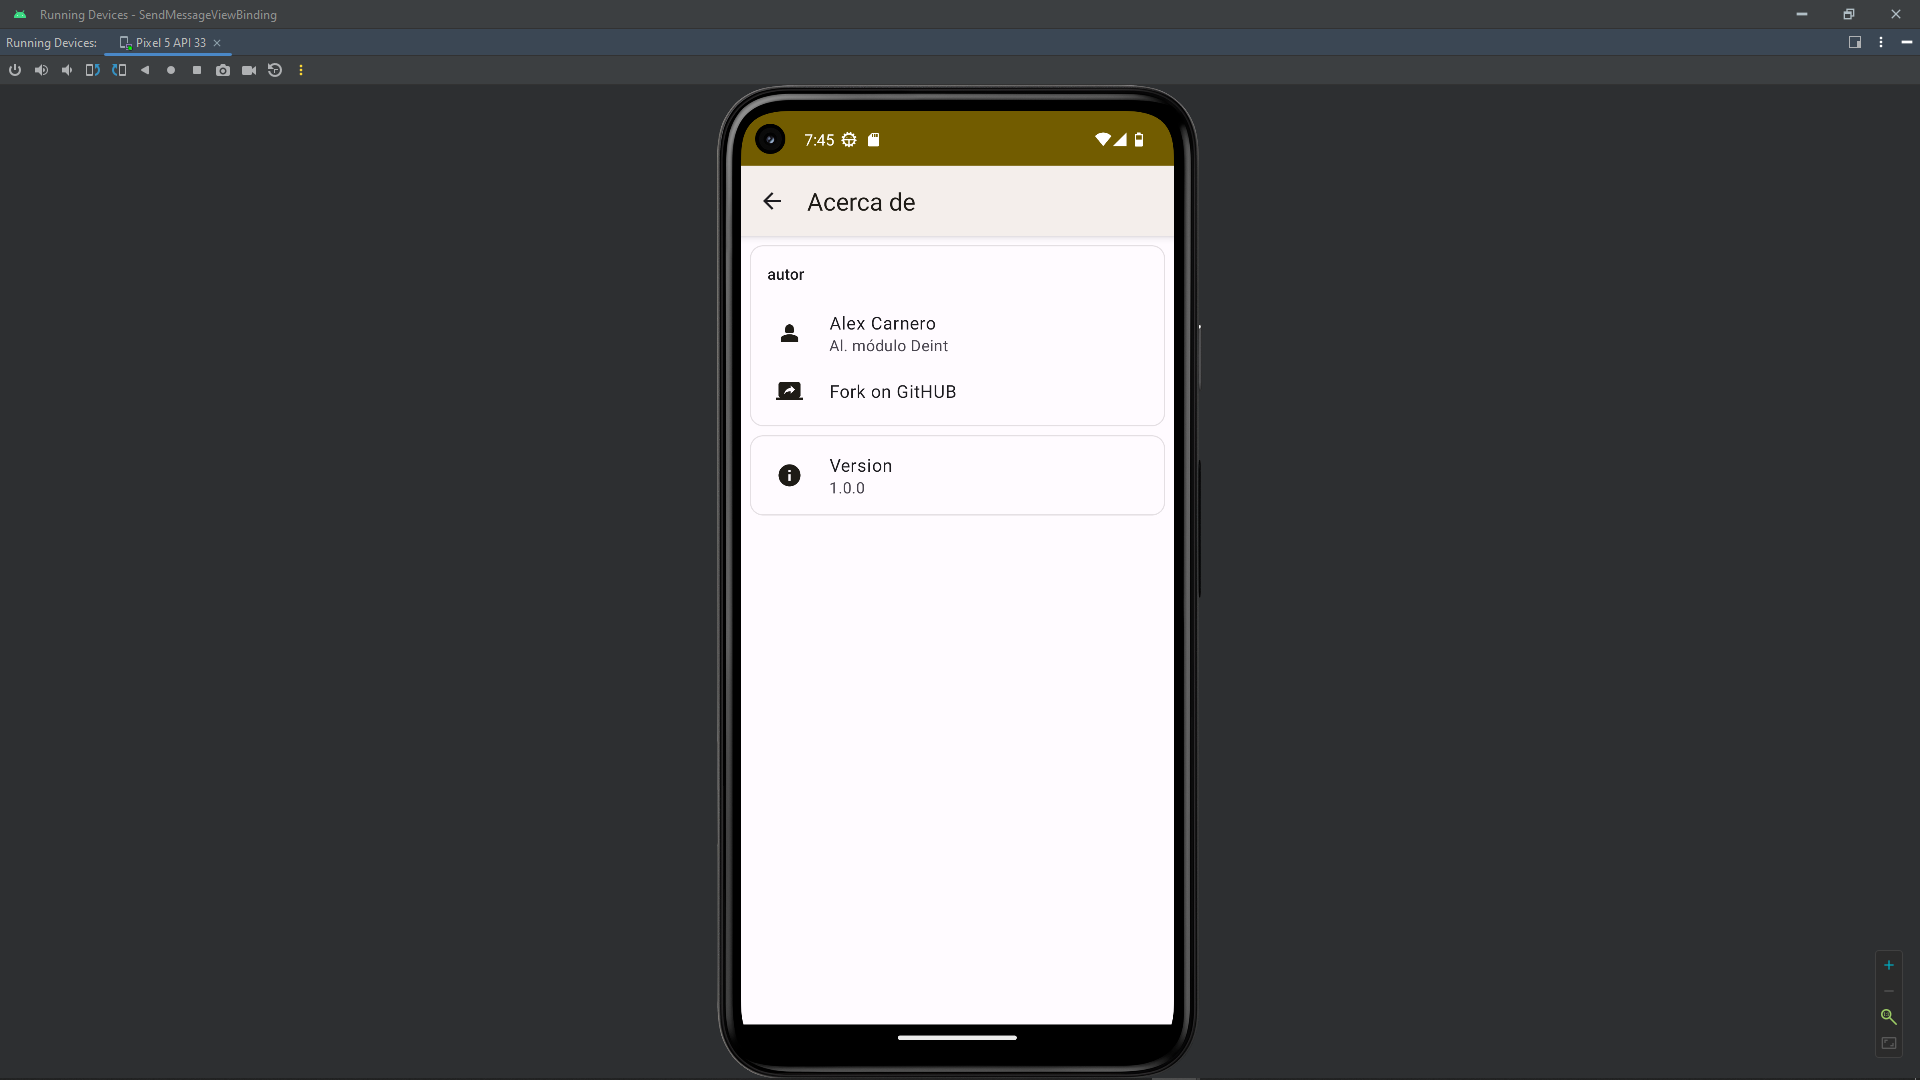 Running Devices - SendMessageViewBinding
Running Devices:
Pixel 5 API 33
7:45
Acerca de
autor
Alex Carnero
Al. módulo Deint
Fork on GitHUB
Version
1.0.0